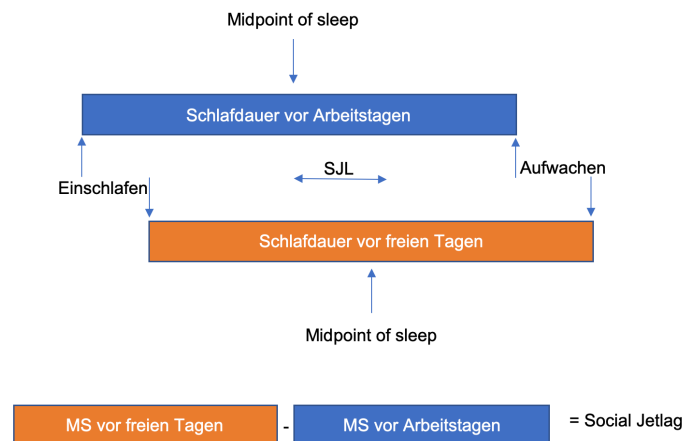 Midpoint of sleep
Schlafdauer vor Arbeitstagen
SJL
Einschlafen
Aufwachen
Schlafdauer vor freien Tagen
Midpoint of sleep
MS vor freien Tagen - MS vor Arbeitstagen = Social Jetlag